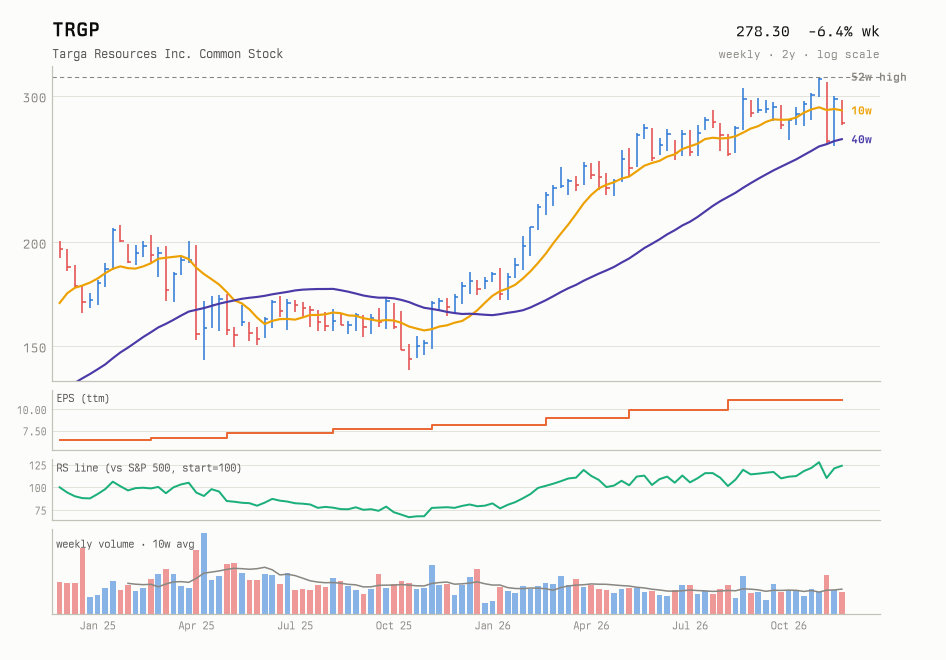 TRGP
278.30 -6.4% wk
Targa Resources Inc. Common Stock
weekly · 2y · log scale
52w high
300
10w
40w
200
150
EPS (ttm)
10.00
7.50
RS line (vs S&P 500, start=100)
125
100
75
weekly volume · 10w avg
Jan 25 Apr 25 Jul 25 Oct 25 Jan 26 Apr 26 Jul 26 Oct 26